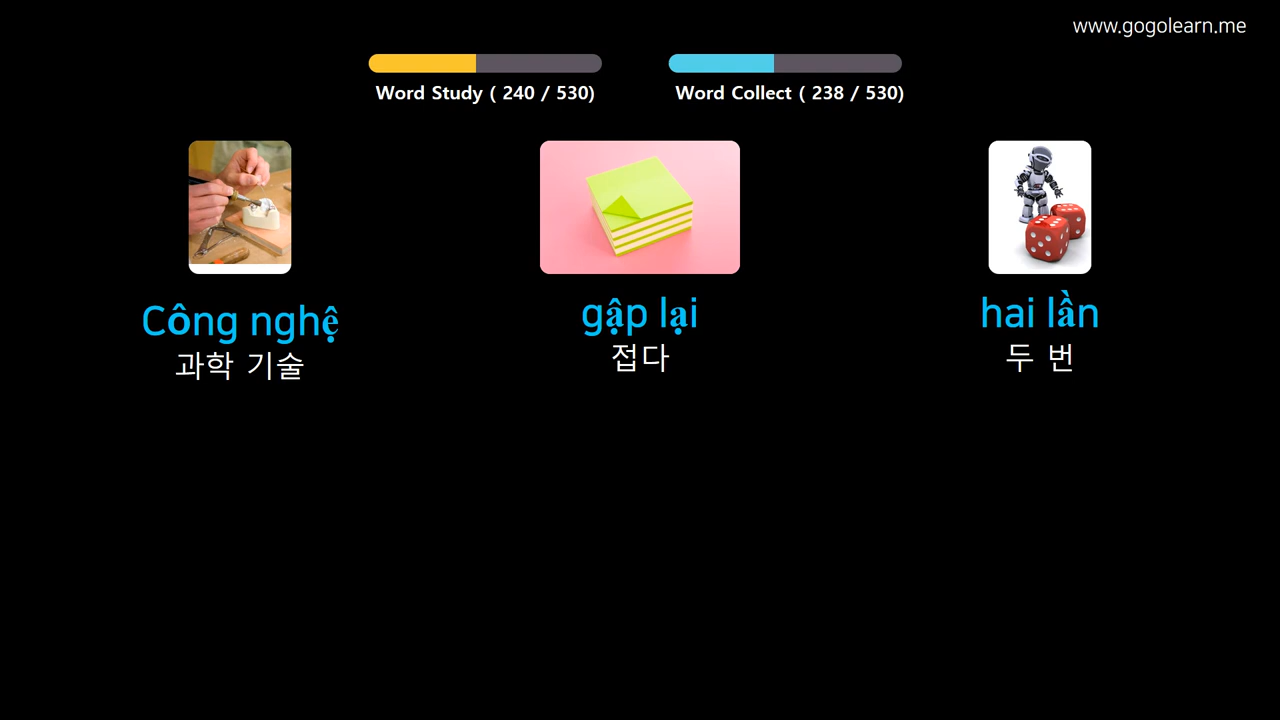 www.gogolearn.me
Word Study ( 240 / 530)
Word Collect ( 238 / 530)
Công nghệ
과학 기술
gập lại
접다
hai lần
두 번